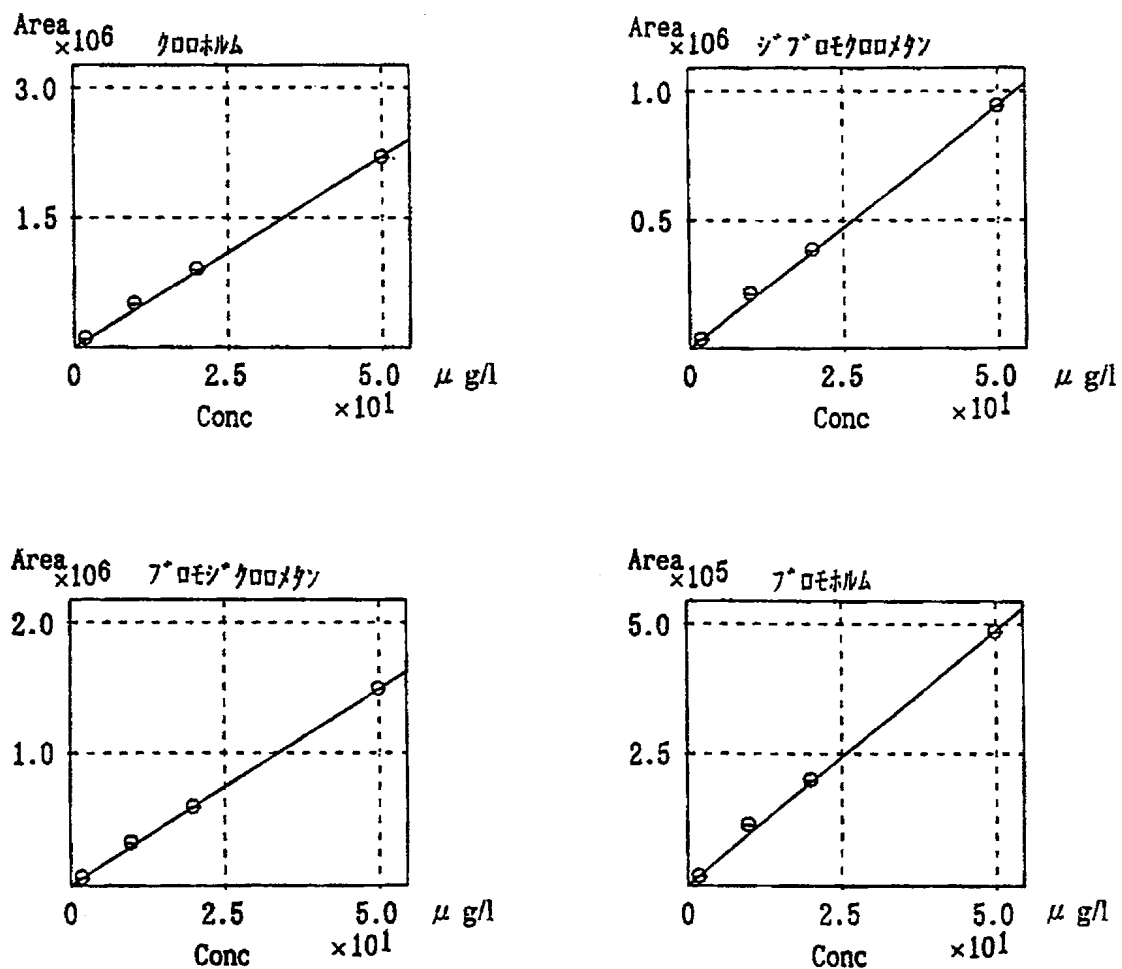 Area
×10⁶ クロロホルム
3.0
1.5
0 2.5 5.0 μ g/l
×10¹
Conc
Area
×10⁶ ジブロモクロロメタン
1.0
0.5
0 2.5 5.0 μ g/l
×10¹
Conc
Area
×10⁶ ブロモジクロロメタン
2.0
1.0
0 2.5 5.0 μ g/l
×10¹
Conc
Area
×10⁵ ブロモホルム
5.0
2.5
0 2.5 5.0 μ g/l
×10¹
Conc